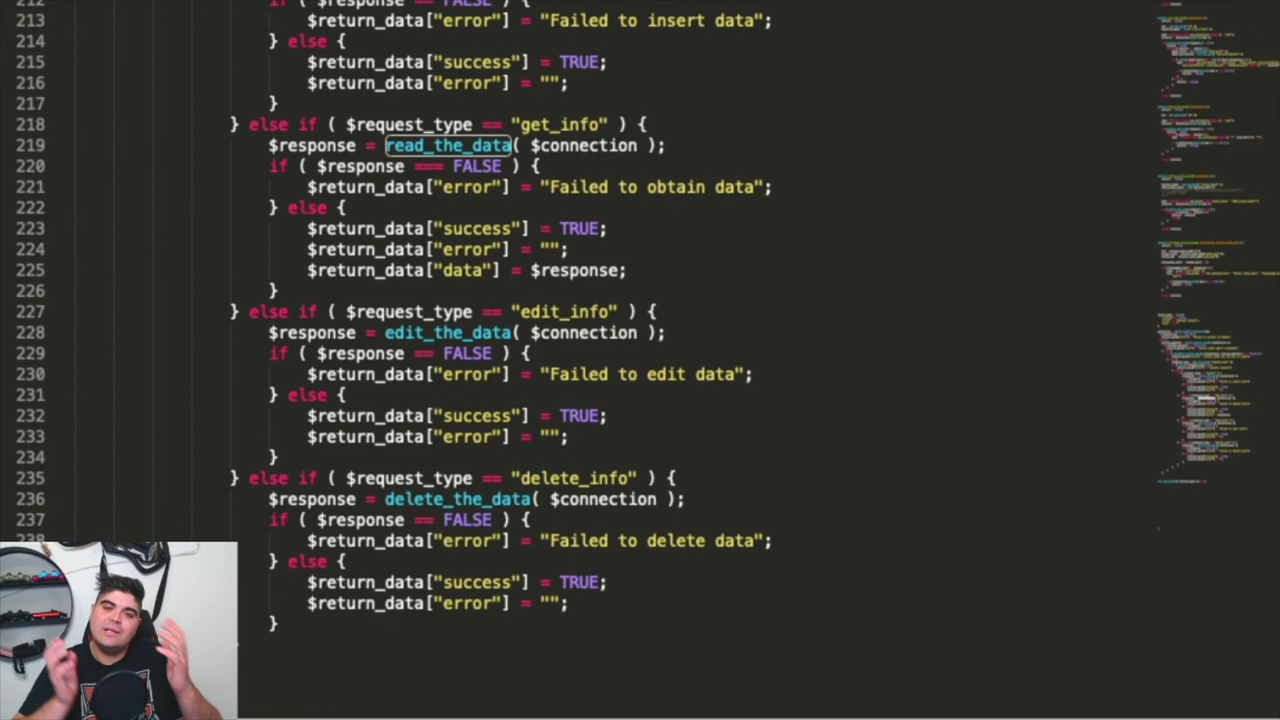 212 if ( $response == FALSE ) {
213 $return_data["error"] = "Failed to insert data";
214 } else {
215 $return_data["success"] = TRUE;
216 $return_data["error"] = "";
217 }
218 } else if ( $request_type == "get_info" ) {
219 $response = read_the_data( $connection );
220 if ( $response === FALSE ) {
221 $return_data["error"] = "Failed to obtain data";
222 } else {
223 $return_data["success"] = TRUE;
224 $return_data["error"] = "";
225 $return_data["data"] = $response;
226 }
227 } else if ( $request_type == "edit_info" ) {
228 $response = edit_the_data( $connection );
229 if ( $response == FALSE ) {
230 $return_data["error"] = "Failed to edit data";
231 } else {
232 $return_data["success"] = TRUE;
233 $return_data["error"] = "";
234 }
235 } else if ( $request_type == "delete_info" ) {
236 $response = delete_the_data( $connection );
237 if ( $response == FALSE ) {
238 $return_data["error"] = "Failed to delete data";
} else {
$return_data["success"] = TRUE;
$return_data["error"] = "";
}